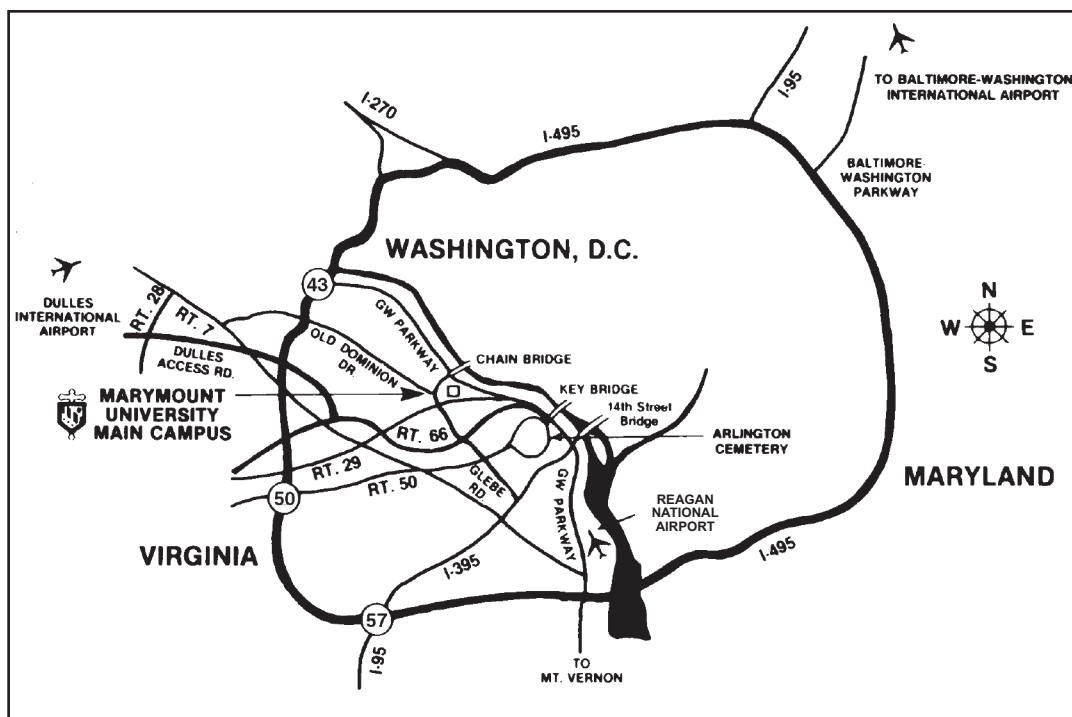 I-270
I-495
I-95
TO BALTIMORE-WASHINGTON
INTERNATIONAL AIRPORT
BALTIMORE-
WASHINGTON
PARKWAY
WASHINGTON, D.C.
43
DULLES
INTERNATIONAL
AIRPORT
RT. 28
RT. 7
GW PARKWAY
OLD DOMINION
DR.
DULLES
ACCESS RD.
CHAIN BRIDGE
N
W
E
S
MARYMOUNT
UNIVERSITY
MAIN CAMPUS
KEY BRIDGE
14th Street
Bridge
ARLINGTON
CEMETERY
RT. 66
RT. 29
RT. 50
GLEBE
RD.
GW PARKWAY
MARYLAND
50
REAGAN
NATIONAL
AIRPORT
VIRGINIA
I-395
I-495
57
I-95
TO
MT. VERNON